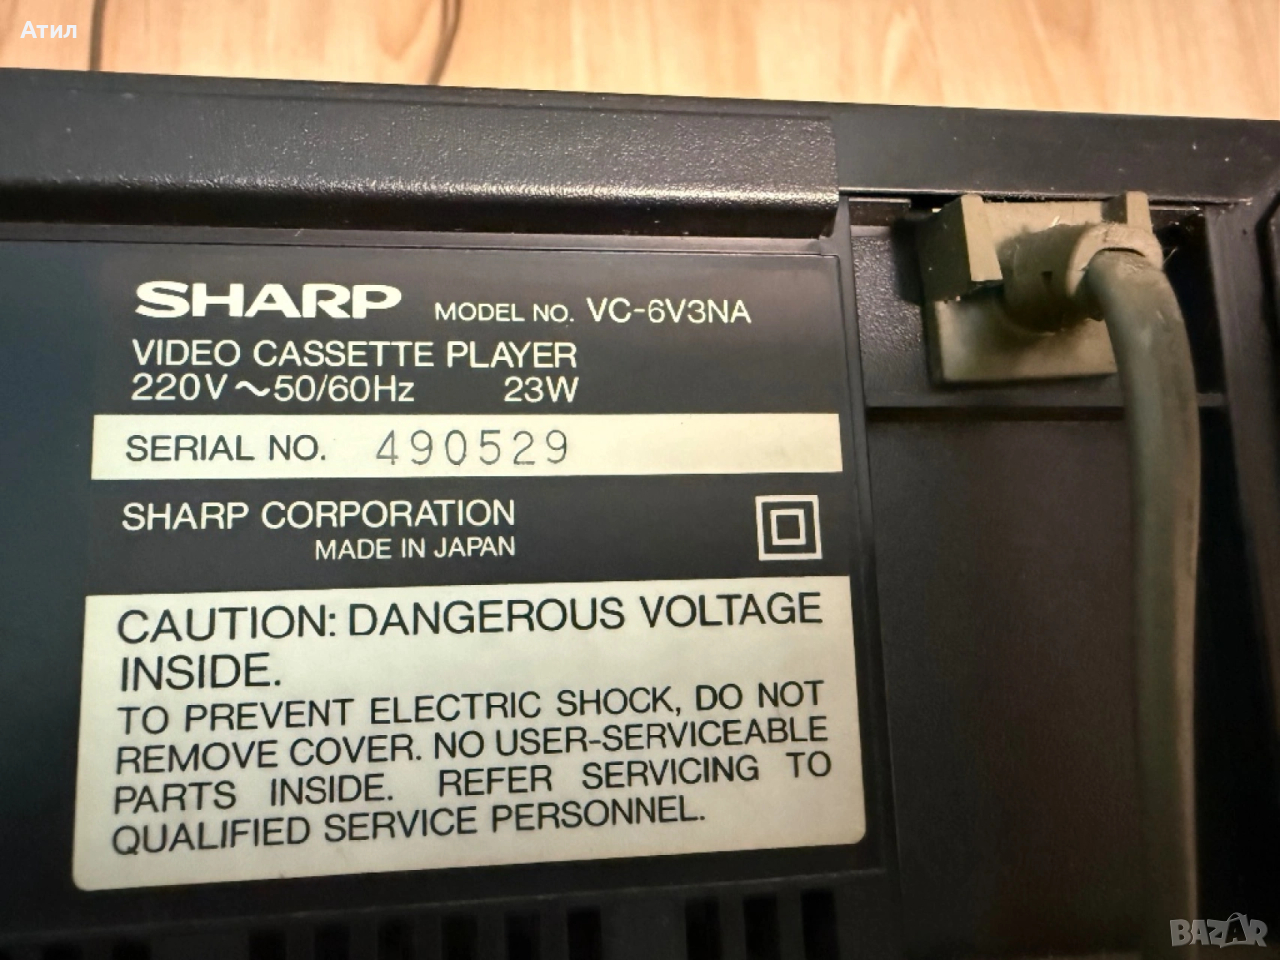 Атил
SHARP MODEL NO. VC-6V3NA
VIDEO CASSETTE PLAYER
220V ~ 50/60Hz 23W
SERIAL NO. 490529
SHARP CORPORATION
MADE IN JAPAN
CAUTION: DANGEROUS VOLTAGE
INSIDE.
TO PREVENT ELECTRIC SHOCK, DO NOT
REMOVE COVER. NO USER-SERVICEABLE
PARTS INSIDE. REFER SERVICING TO
QUALIFIED SERVICE PERSONNEL.
BAZAR